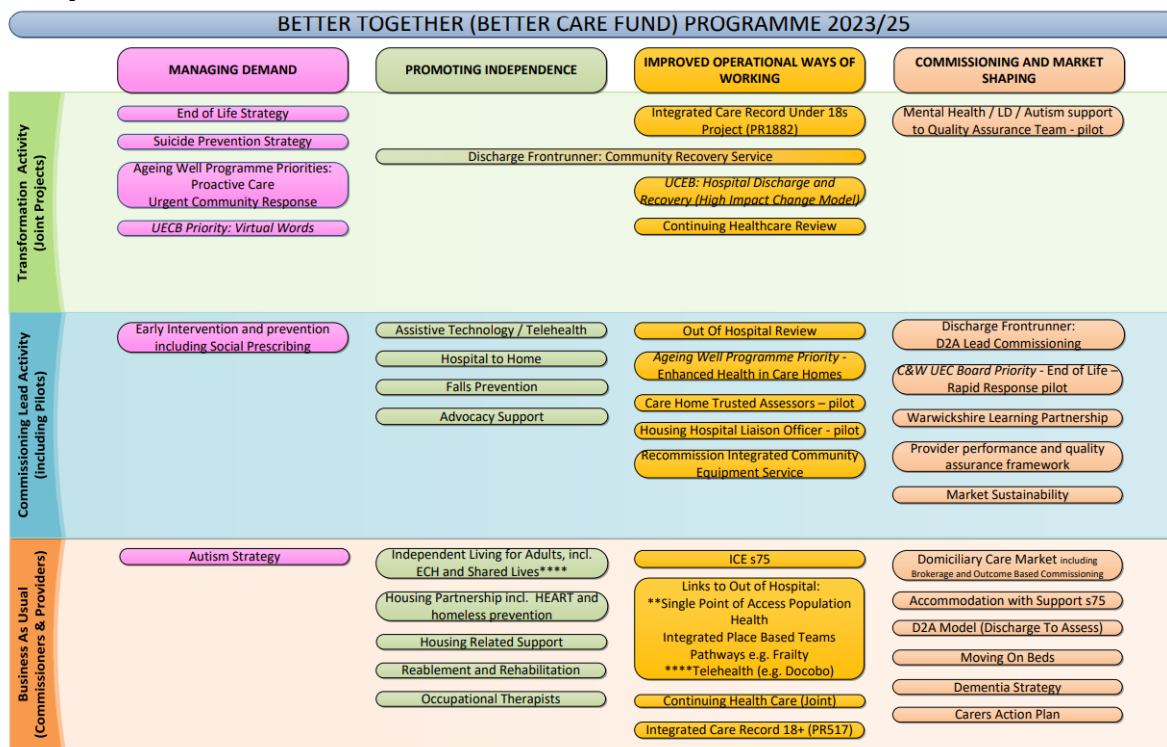 BETTER TOGETHER (BETTER CARE FUND) PROGRAMME 2023/25
MANAGING DEMAND
PROMOTING INDEPENDENCE
IMPROVED OPERATIONAL WAYS OF
WORKING
COMMISSIONING AND MARKET
SHAPING
Transformation Activity
(Joint Projects)
End of Life Strategy
Suicide Prevention Strategy
Ageing Well Programme Priorities:
Proactive Care
Urgent Community Response
UECB Priority: Virtual Words
Discharge Frontrunner: Community Recovery Service
Integrated Care Record Under 18s
Project (PR1882)
UCEB: Hospital Discharge and
Recovery (High Impact Change Model)
Continuing Healthcare Review
Mental Health / LD / Autism support
to Quality Assurance Team - pilot
Commissioning Lead Activity
(including Pilots)
Early Intervention and prevention
including Social Prescribing
Assistive Technology / Telehealth
Hospital to Home
Falls Prevention
Advocacy Support
Out Of Hospital Review
Ageing Well Programme Priority -
Enhanced Health in Care Homes
Care Home Trusted Assessors – pilot
Housing Hospital Liaison Officer - pilot
Recommission Integrated Community
Equipment Service
Discharge Frontrunner:
D2A Lead Commissioning
C&W UEC Board Priority - End of Life –
Rapid Response pilot
Warwickshire Learning Partnership
Provider performance and quality
assurance framework
Market Sustainability
Business As Usual
(Commissioners & Providers)
Autism Strategy
Independent Living for Adults, incl.
ECH and Shared Lives****
Housing Partnership incl. HEART and
homeless prevention
Housing Related Support
Reablement and Rehabilitation
Occupational Therapists
ICE s75
Links to Out of Hospital:
**Single Point of Access Population
Health
Integrated Place Based Teams
Pathways e.g. Frailty
****Telehealth (e.g. Docobo)
Continuing Health Care (Joint)
Integrated Care Record 18+ (PR517)
Domiciliary Care Market including
Brokerage and Outcome Based Commissioning
Accommodation with Support s75
D2A Model (Discharge To Assess)
Moving On Beds
Dementia Strategy
Carers Action Plan